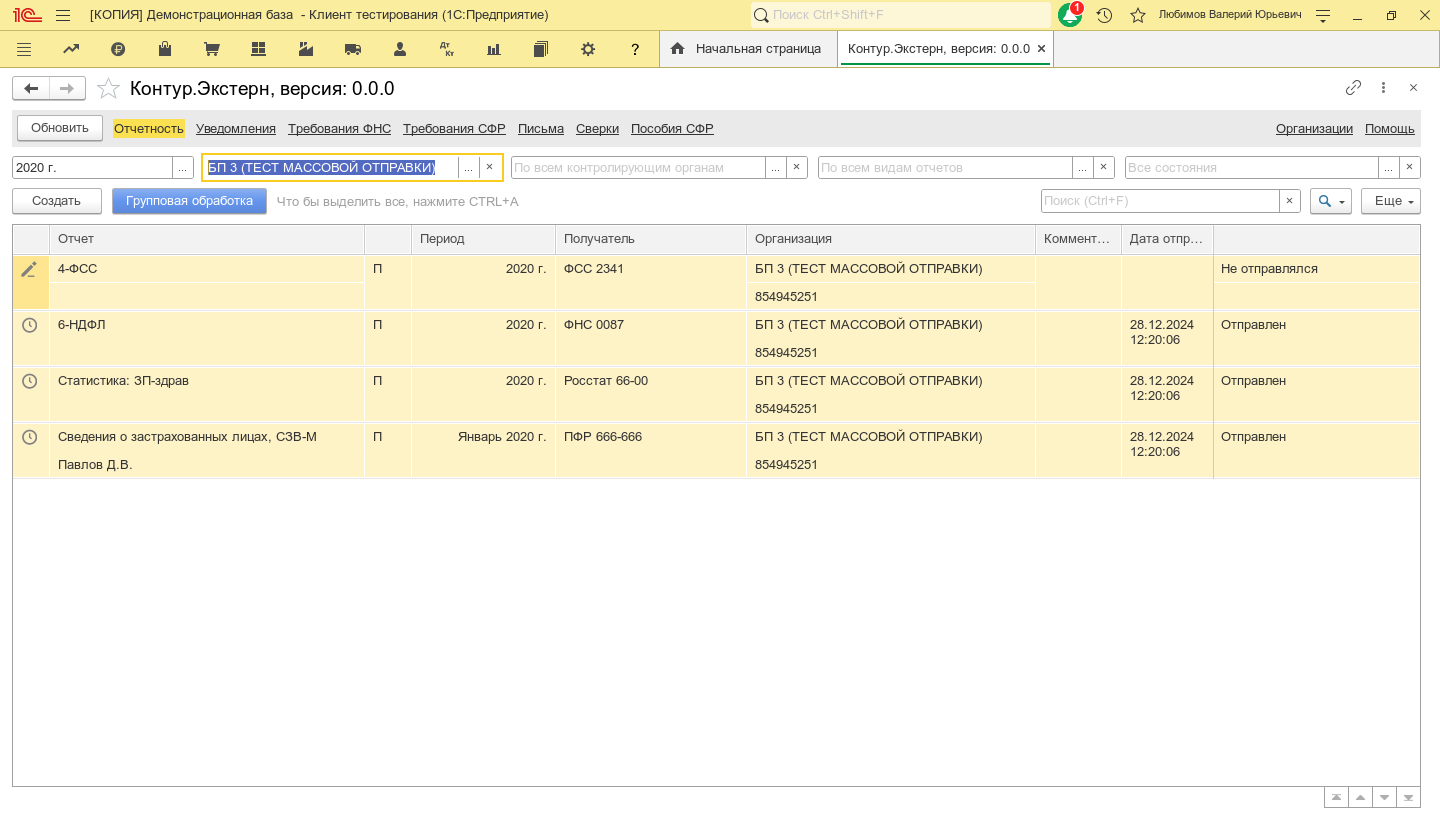 [КОПИЯ] Демонстрационная база - Клиент тестирования (1С:Предприятие)
Поиск Ctrl+Shift+F
1
Любимов Валерий Юрьевич
Дт Кт
?
Начальная страница
Контур.Экстерн, версия: 0.0.0
Контур.Экстерн, версия: 0.0.0
Обновить
Отчетность
Уведомления
Требования ФНС
Требования СФР
Письма
Сверки
Пособия СФР
Организации
Помощь
2020 г.
...
БП 3 (ТЕСТ МАССОВОЙ ОТПРАВКИ)
...
По всем контролирующим органам
...
По всем видам отчетов
...
Все состояния
...
Создать
Групповая обработка
Что бы выделить все, нажмите CTRL+A
Поиск (Ctrl+F)
Еще
Отчет
Период
Получатель
Организация
Коммент...
Дата отпр...
4-ФСС
П
2020 г.
ФСС 2341
БП 3 (ТЕСТ МАССОВОЙ ОТПРАВКИ)
854945251
Не отправлялся
6-НДФЛ
П
2020 г.
ФНС 0087
БП 3 (ТЕСТ МАССОВОЙ ОТПРАВКИ)
854945251
28.12.2024
12:20:06
Отправлен
Статистика: ЗП-здрав
П
2020 г.
Росстат 66-00
БП 3 (ТЕСТ МАССОВОЙ ОТПРАВКИ)
854945251
28.12.2024
12:20:06
Отправлен
Сведения о застрахованных лицах, СЗВ-М
Павлов Д.В.
П
Январь 2020 г.
ПФР 666-666
БП 3 (ТЕСТ МАССОВОЙ ОТПРАВКИ)
854945251
28.12.2024
12:20:06
Отправлен